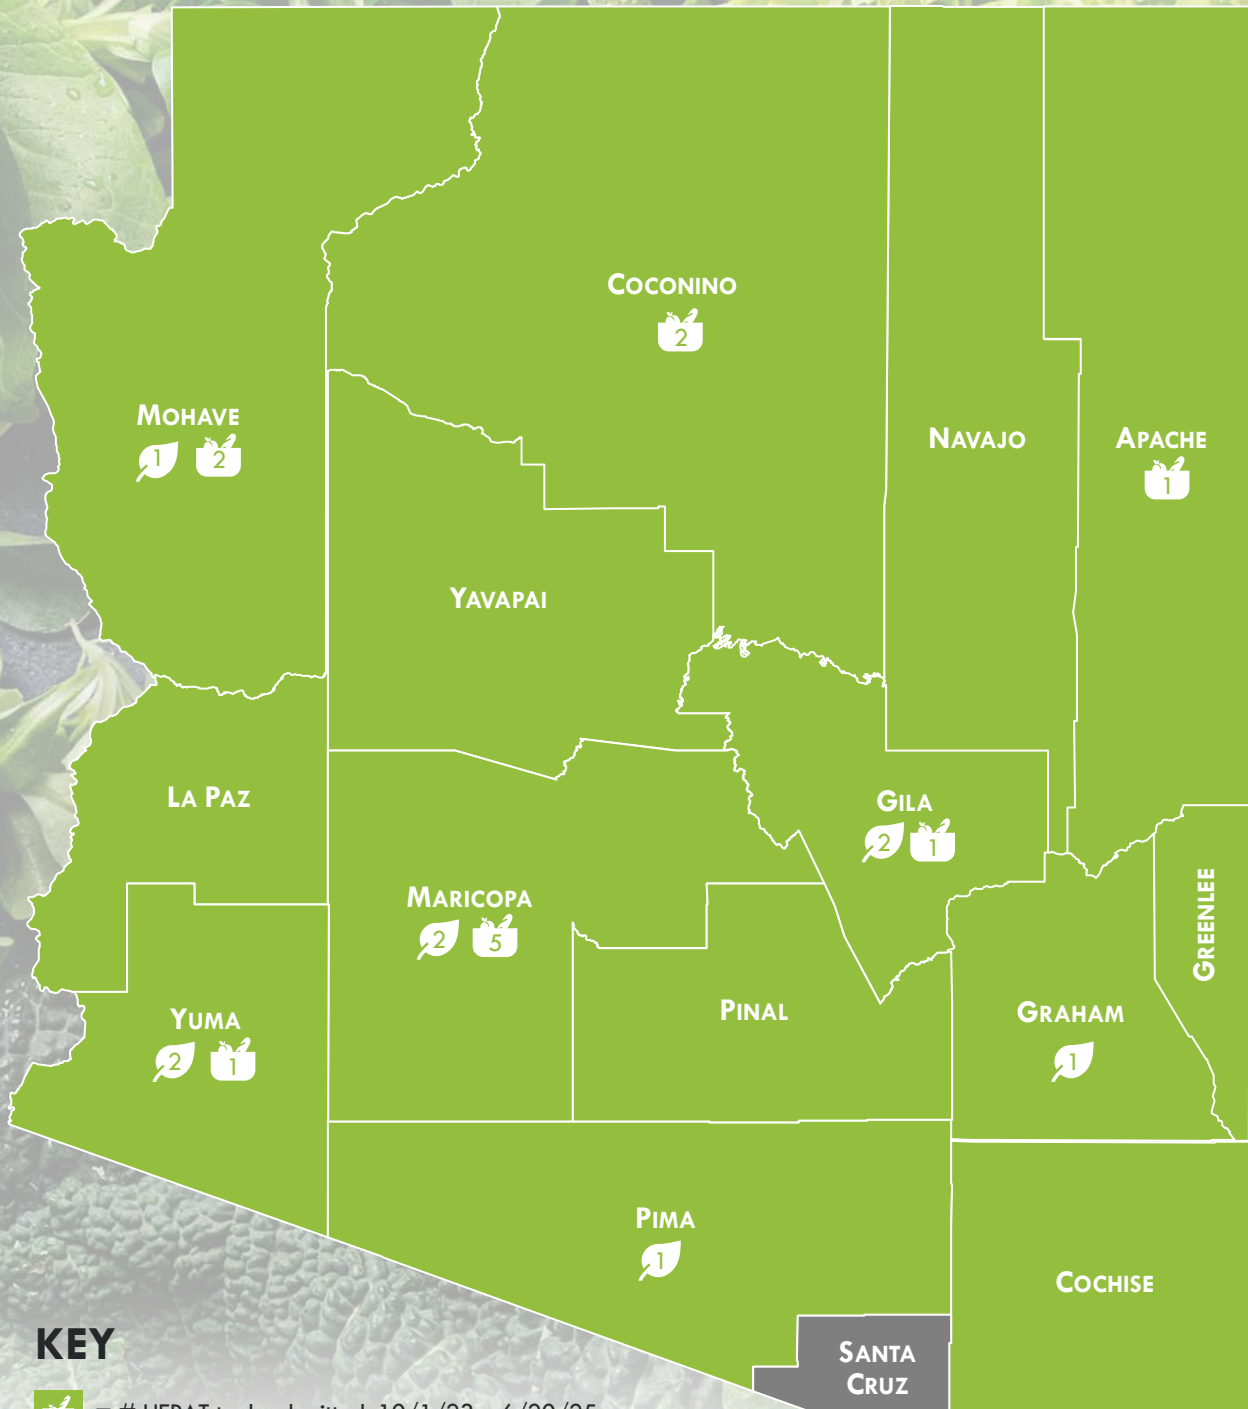 COCONINO
2
MOHAVE
1 2
NAVAJO
APACHE
1
YAVAPAI
LA PAZ
GILA
2 1
MARICOPA
2 5
GREENLEE
PINAL
GRAHAM
1
YUMA
2 1
PIMA
1
COCHISE
SANTA
CRUZ
KEY